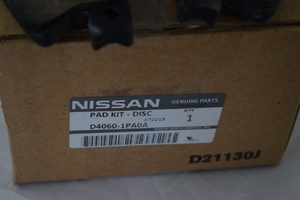 NISSAN GENUINE PARTS
PAD KIT - DISC
D4060-1PA0A
QTY
1
D21130J